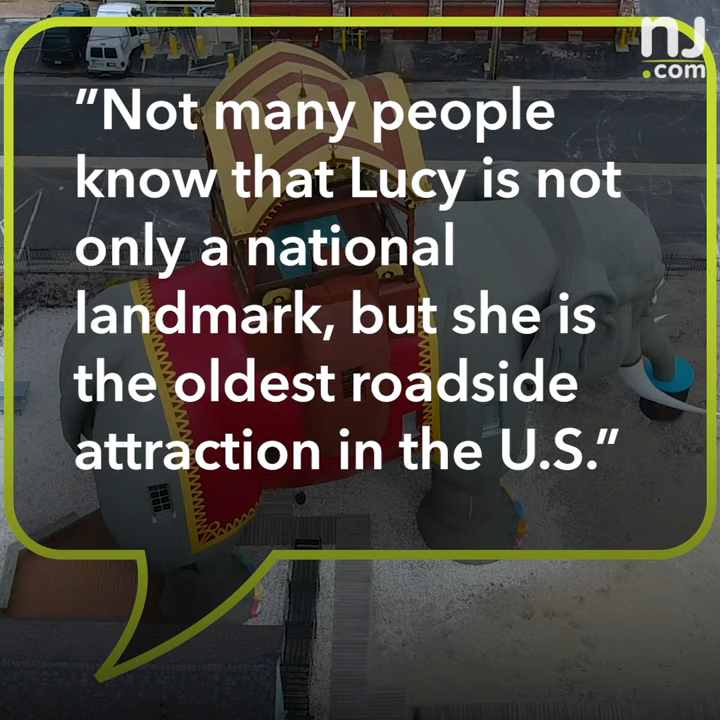 nj
.com
"Not many people
know that Lucy is not
only a national
landmark, but she is
the oldest roadside
attraction in the U.S."